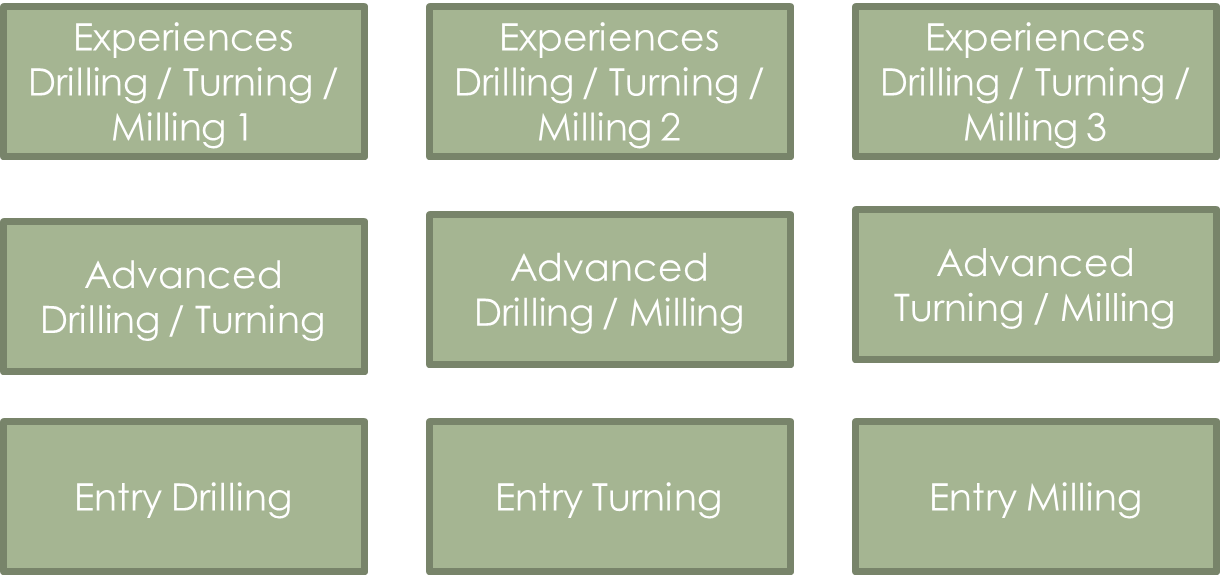 Experiences
Drilling / Turning /
Milling 1
Experiences
Drilling / Turning /
Milling 2
Experiences
Drilling / Turning /
Milling 3
Advanced
Drilling / Turning
Advanced
Drilling / Milling
Advanced
Turning / Milling
Entry Drilling
Entry Turning
Entry Milling